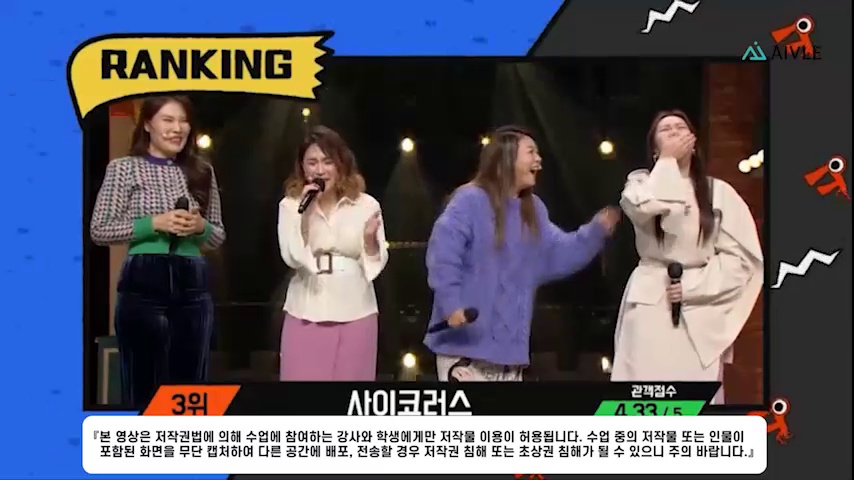 RANKING
AIVLE
3위
사이코러스
관객점수
4.33 / 5
『본 영상은 저작권법에 의해 수업에 참여하는 강사와 학생에게만 저작물 이용이 허용됩니다. 수업 중의 저작물 또는 인물이
포함된 화면을 무단 캡처하여 다른 공간에 배포, 전송할 경우 저작권 침해 또는 초상권 침해가 될 수 있으니 주의 바랍니다.』